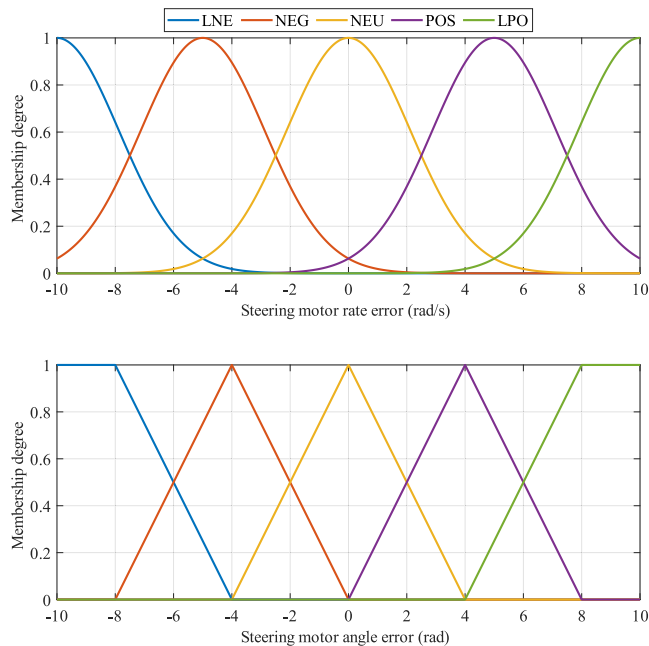 LNE NEG NEU POS LPO
1
0.8
0.6
0.4
0.2
0
Membership degree
-10 -8 -6 -4 -2 0 2 4 6 8 10
Steering motor rate error (rad/s)
1
0.8
0.6
0.4
0.2
0
Membership degree
-10 -8 -6 -4 -2 0 2 4 6 8 10
Steering motor angle error (rad)